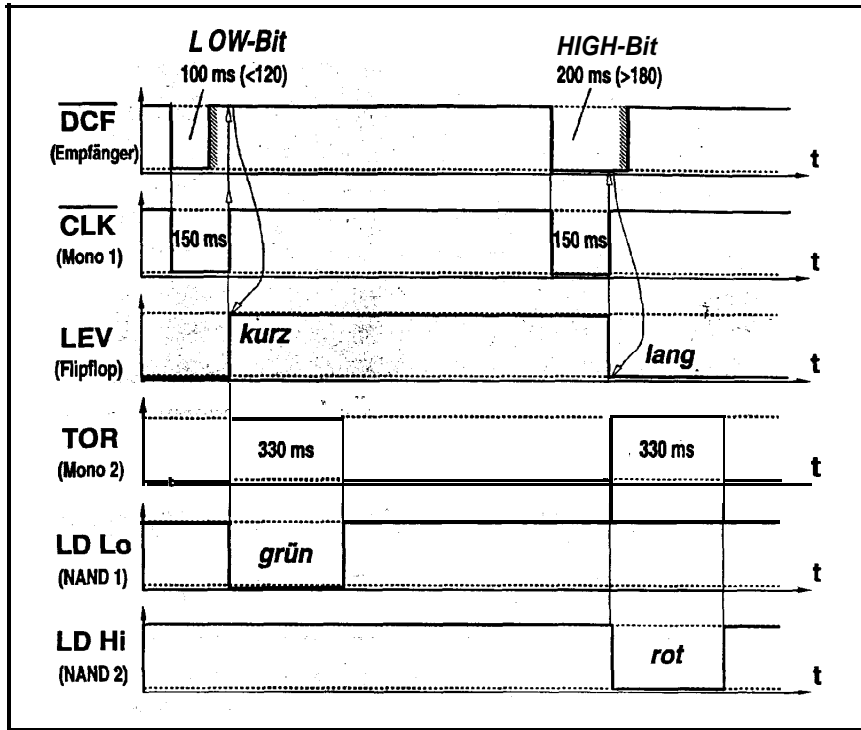 LOW-Bit
100 ms (<120)
HIGH-Bit
200 ms (>180)
DCF
(Empfänger)
t
CLK
(Mono 1)
150 ms
150 ms
t
LEV
(Flipflop)
kurz
lang
t
TOR
(Mono 2)
330 ms
330 ms
t
LD Lo
(NAND 1)
grün
t
LD Hi
(NAND 2)
rot
t